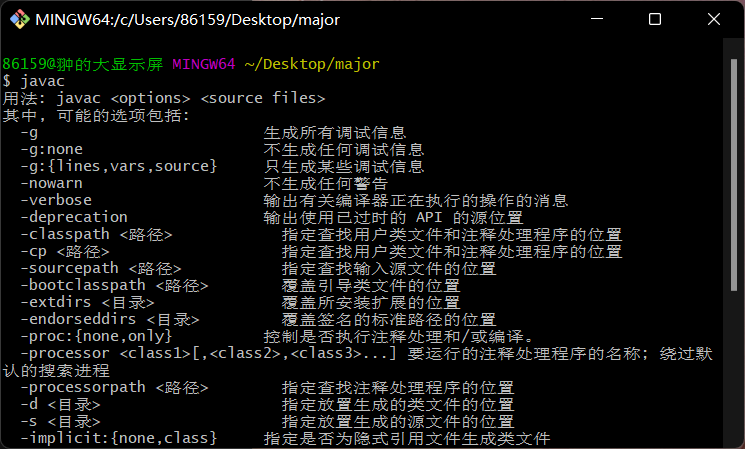 MINGW64:/c/Users/86159/Desktop/major
86159@翀的大显示屏 MINGW64 ~/Desktop/major
$ javac
用法: javac <options> <source files>
其中, 可能的选项包括:
-g 生成所有调试信息
-g:none 不生成任何调试信息
-g:{lines,vars,source} 只生成某些调试信息
-nowarn 不生成任何警告
-verbose 输出有关编译器正在执行的操作的消息
-deprecation 输出使用已过时的 API 的源位置
-classpath <路径> 指定查找用户类文件和注释处理程序的位置
-cp <路径> 指定查找用户类文件和注释处理程序的位置
-sourcepath <路径> 指定查找输入源文件的位置
-bootclasspath <路径> 覆盖引导类文件的位置
-extdirs <目录> 覆盖所安装扩展的位置
-endorseddirs <目录> 覆盖签名的标准路径的位置
-proc:{none,only} 控制是否执行注释处理和/或编译。
-processor <class1>[,<class2>,<class3>...] 要运行的注释处理程序的名称; 绕过默
认的搜索进程
-processorpath <路径> 指定查找注释处理程序的位置
-d <目录> 指定放置生成的类文件的位置
-s <目录> 指定放置生成的源文件的位置
-implicit:{none,class} 指定是否为隐式引用文件生成类文件